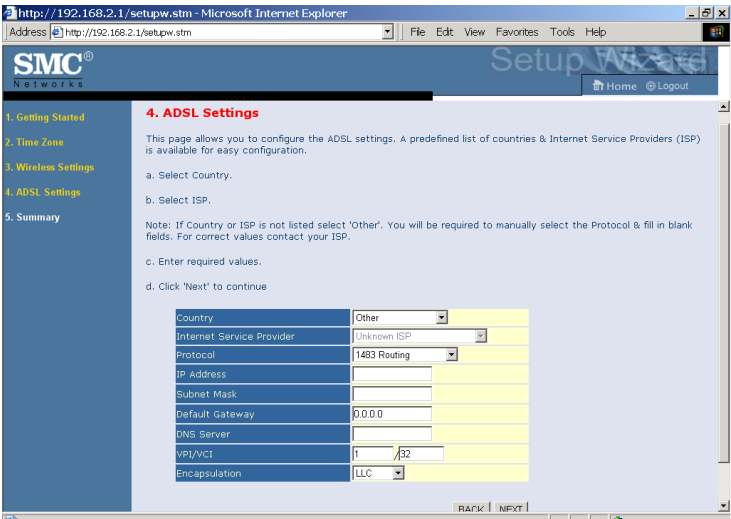 http://192.168.2.1/setupw.stm - Microsoft Internet Explorer
Address http://192.168.2.1/setupw.stm File Edit View Favorites Tools Help
SMC®
Networks
Setup Wizard
Home Logout
1. Getting Started
2. Time Zone
3. Wireless Settings
4. ADSL Settings
5. Summary
4. ADSL Settings
This page allows you to configure the ADSL settings. A predefined list of countries & Internet Service Providers (ISP)
is available for easy configuration.
a. Select Country.
b. Select ISP.
Note: If Country or ISP is not listed select 'Other'. You will be required to manually select the Protocol & fill in blank
fields. For correct values contact your ISP.
c. Enter required values.
d. Click 'Next' to continue
Country Other
Internet Service Provider Unknown ISP
Protocol 1483 Routing
IP Address
Subnet Mask
Default Gateway 0.0.0.0
DNS Server
VPI/VCI 1 /32
Encapsulation LLC
BACK NEXT